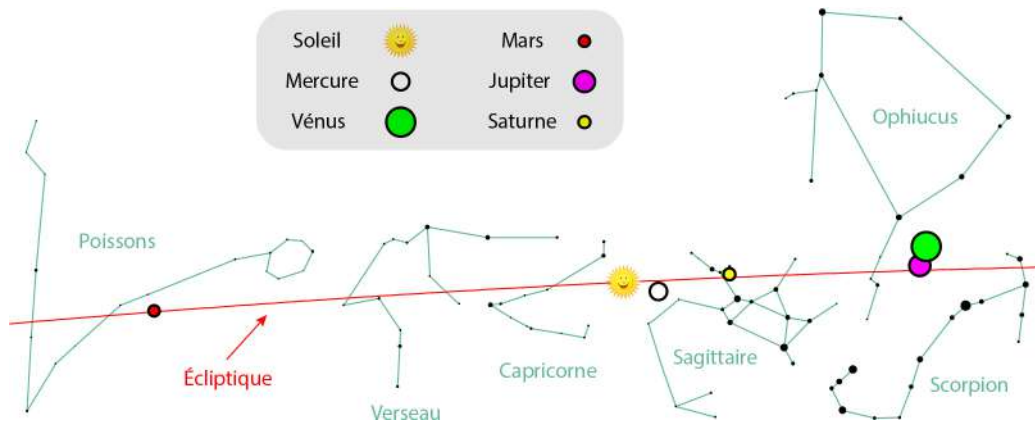 Soleil
Mars
Mercure
Jupiter
Vénus
Saturne
Ophiucus
Poissons
Écliptique
Verseau
Capricorne
Sagittaire
Scorpion